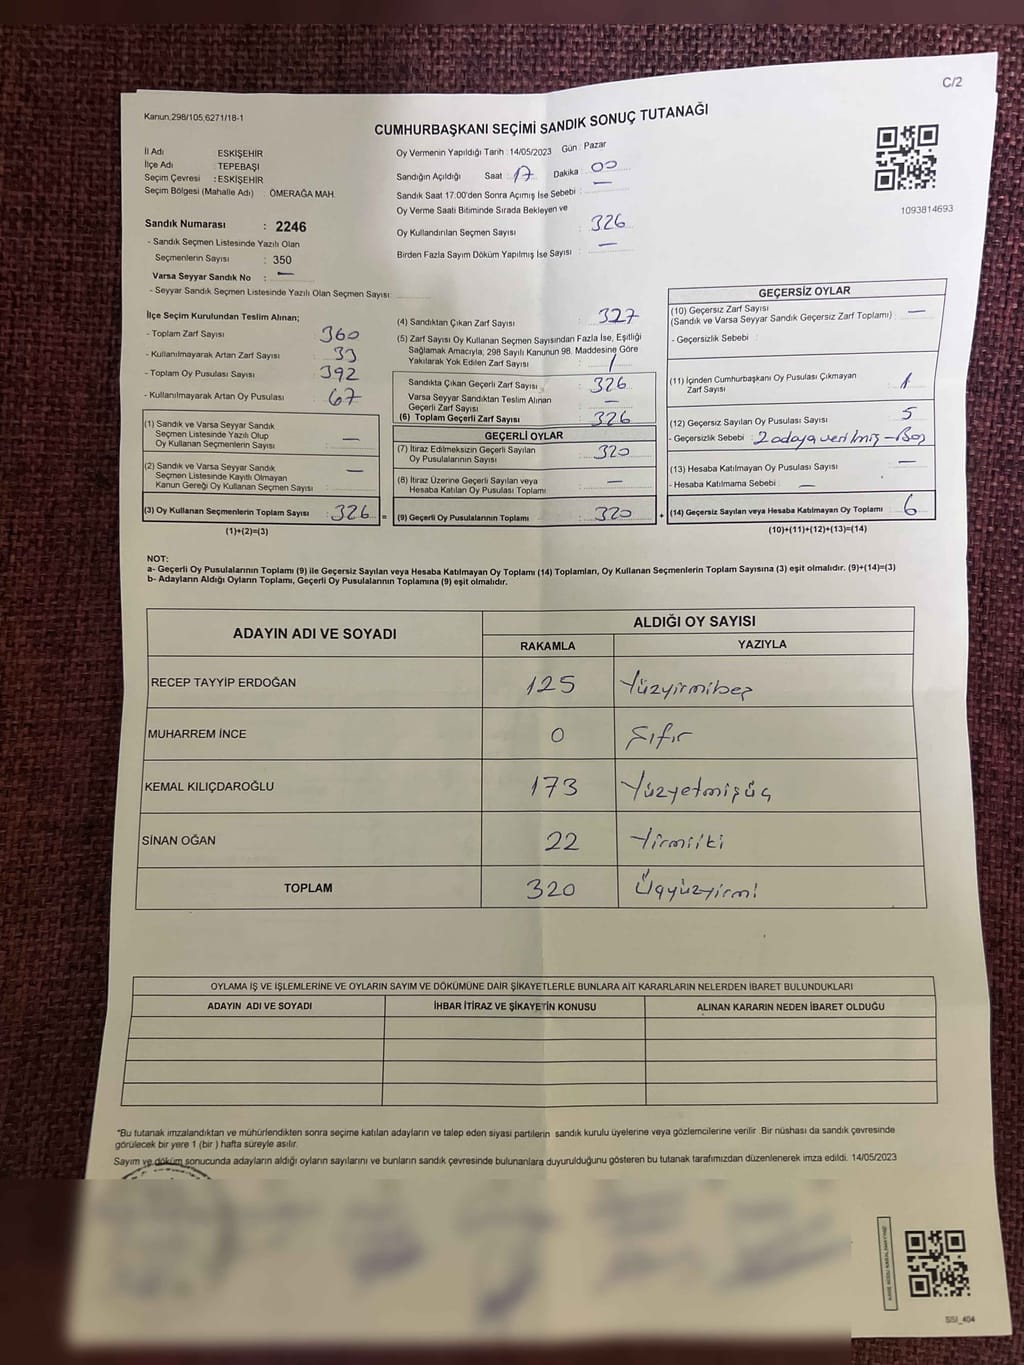 C/2
Kanun,298/105,6271/18-1
CUMHURBAŞKANI SEÇİMİ SANDIK SONUÇ TUTANAĞI
1093814693
İl Adı ESKİŞEHİR
İlçe Adı : TEPEBAŞI
Seçim Çevresi : ESKİŞEHİR
Seçim Bölgesi (Mahalle Adı) ÖMERAĞA MAH.
Sandık Numarası : 2246
- Sandık Seçmen Listesinde Yazılı Olan
Seçmenlerin Sayısı : 350
Varsa Seyyar Sandık No : —
- Seyyar Sandık Seçmen Listesinde Yazılı Olan Seçmen Sayısı:
Oy Vermenin Yapıldığı Tarih :14/05/2023 Gün : Pazar
Sandığın Açıldığı Saat : 17 Dakika : 00
Sandık Saat 17.00'den Sonra Açımış İse Sebebi : —
Oy Verme Saati Bitiminde Sırada Bekleyen ve
Oy Kullandırılan Seçmen Sayısı : 326
Birden Fazla Sayım Döküm Yapılmış İse Sayısı : —
İlçe Seçim Kurulundan Teslim Alınan;
- Toplam Zarf Sayısı : 360
- Kullanılmayarak Artan Zarf Sayısı : 33
- Toplam Oy Pusulası Sayısı : 392
- Kullanılmayarak Artan Oy Pusulası : 67
(1) Sandık ve Varsa Seyyar Sandık
Seçmen Listesinde Yazılı Olup
Oy Kullanan Seçmenlerin Sayısı : —
(2) Sandık ve Varsa Seyyar Sandık
Seçmen Listesinde Kayıtlı Olmayan
Kanun Gereği Oy Kullanan Seçmen Sayısı : —
(3) Oy Kullanan Seçmenlerin Toplam Sayısı : 326 =
(1)+(2)=(3)
(4) Sandıktan Çıkan Zarf Sayısı : 327
(5) Zarf Sayısı Oy Kullanan Seçmen Sayısından Fazla İse, Eşitliği
Sağlamak Amacıyla; 298 Sayılı Kanunun 98. Maddesine Göre
Yakılarak Yok Edilen Zarf Sayısı : 1
Sandıkta Çıkan Geçerli Zarf Sayısı : 326
Varsa Seyyar Sandıktan Teslim Alınan
Geçerli Zarf Sayısı : —
(6) Toplam Geçerli Zarf Sayısı : 326
GEÇERLİ OYLAR
(7) İtiraz Edilmeksizin Geçerli Sayılan
Oy Pusulalarının Sayısı : 320
(8) İtiraz Üzerine Geçerli Sayılan veya
Hesaba Katılan Oy Pusulası Toplamı : —
(9) Geçerli Oy Pusulalarının Toplamı : 320 +
GEÇERSİZ OYLAR
(10) Geçersiz Zarf Sayısı
(Sandık ve Varsa Seyyar Sandık Geçersiz Zarf Toplamı) : —
- Geçersizlik Sebebi :
(11) İçinden Cumhurbaşkanı Oy Pusulası Çıkmayan
Zarf Sayısı : 1
(12) Geçersiz Sayılan Oy Pusulası Sayısı : 5
- Geçersizlik Sebebi : 2 adaya verilmiş - Boş
(13) Hesaba Katılmayan Oy Pusulası Sayısı : —
- Hesaba Katılmama Sebebi : —
(14) Geçersiz Sayılan veya Hesaba Katılmayan Oy Toplamı : 6
(10)+(11)+(12)+(13)=(14)
NOT:
a- Geçerli Oy Pusulalarının Toplamı (9) ile Geçersiz Sayılan veya Hesaba Katılmayan Oy Toplamı (14) Toplamları, Oy Kullanan Seçmenlerin Toplam Sayısına (3) eşit olmalıdır. (9)+(14)=(3)
b- Adayların Aldığı Oyların Toplamı, Geçerli Oy Pusulalarının Toplamına (9) eşit olmalıdır.
ADAYIN ADI VE SOYADI
ALDIĞI OY SAYISI
RAKAMLA YAZIYLA
RECEP TAYYİP ERDOĞAN 125 Yüzyirmibeş
MUHARREM İNCE 0 Sıfır
KEMAL KILIÇDAROĞLU 173 Yüzyetmişüç
SİNAN OĞAN 22 Yirmiiki
TOPLAM 320 Üçyüzyirmi
OYLAMA İŞ VE İŞLEMLERİNE VE OYLARIN SAYIM VE DÖKÜMÜNE DAİR ŞİKAYETLERLE BUNLARA AİT KARARLARIN NELERDEN İBARET BULUNDUKLARI
ADAYIN ADI VE SOYADI İHBAR İTİRAZ VE ŞİKAYETİN KONUSU ALINAN KARARIN NEDEN İBARET OLDUĞU
*Bu tutanak imzalandıktan ve mühürlendikten sonra seçime katılan adayların ve talep eden siyasi partilerin sandık kurulu üyelerine veya gözlemcilerine verilir. Bir nüshası da sandık çevresinde
görülecek bir yere 1 (bir ) hafta süreyle asılır.
Sayım ve döküm sonucunda adayların aldığı oyların sayılarını ve bunların sandık çevresinde bulunanlara duyurulduğunu gösteren bu tutanak tarafımızdan düzenlenerek imza edildi. 14/05/2023
SSI_404